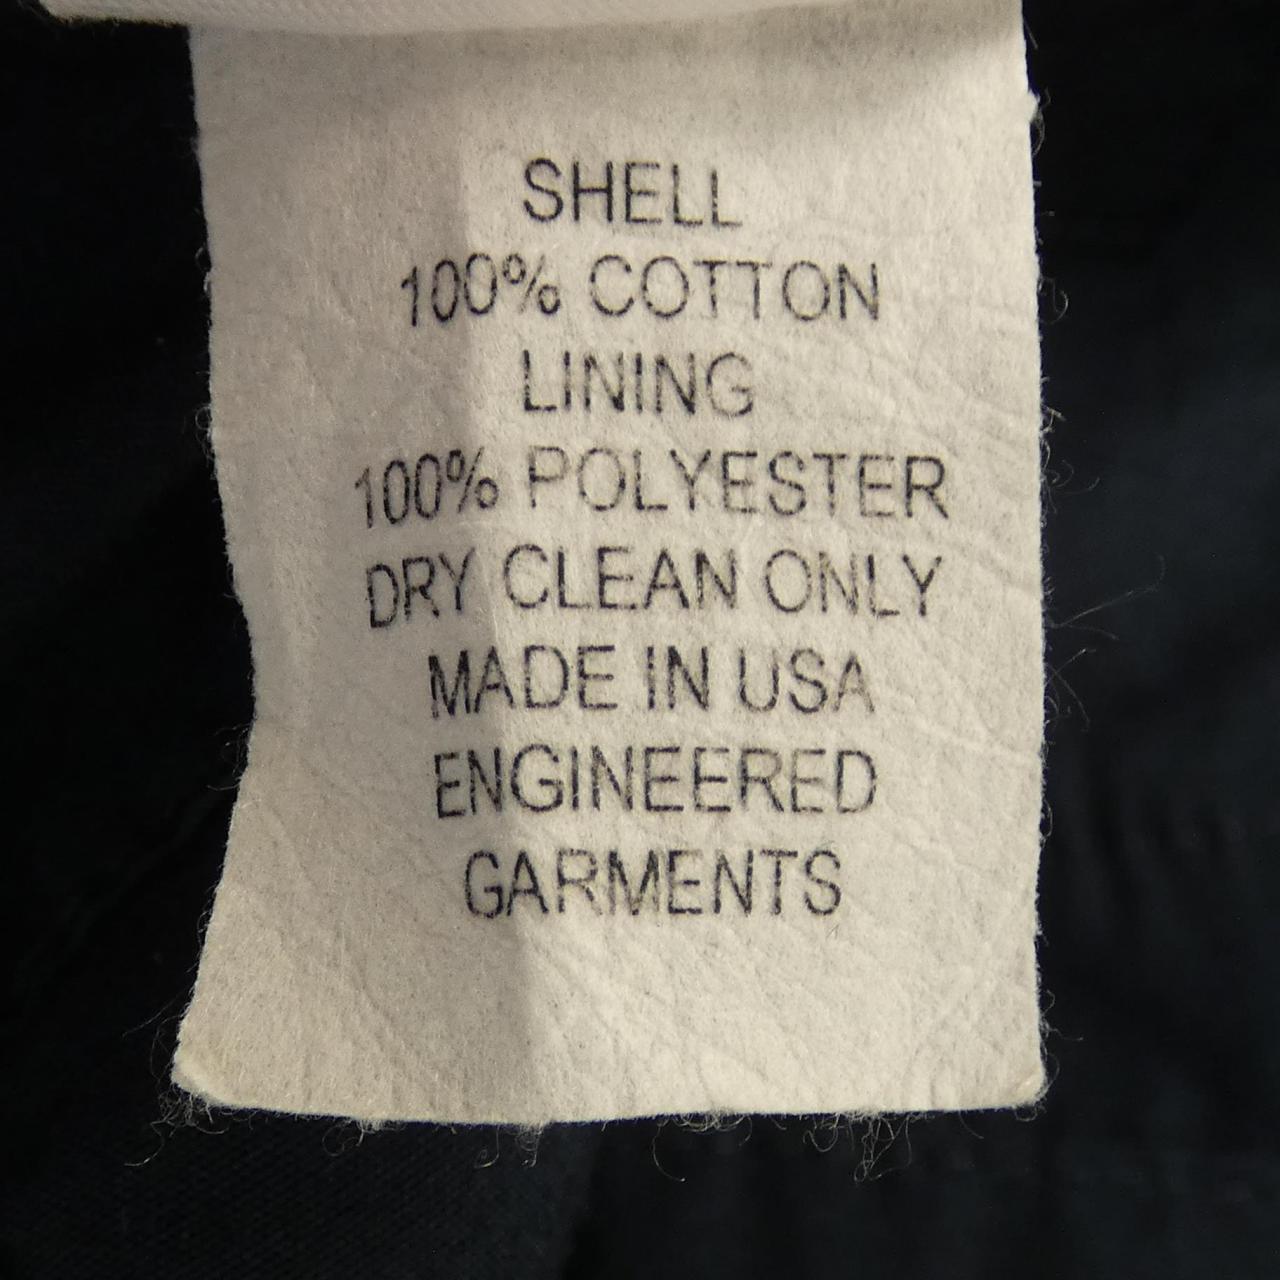 SHELL
100% COTTON
LINING
100% POLYESTER
DRY CLEAN ONLY
MADE IN USA
ENGINEERED
GARMENTS